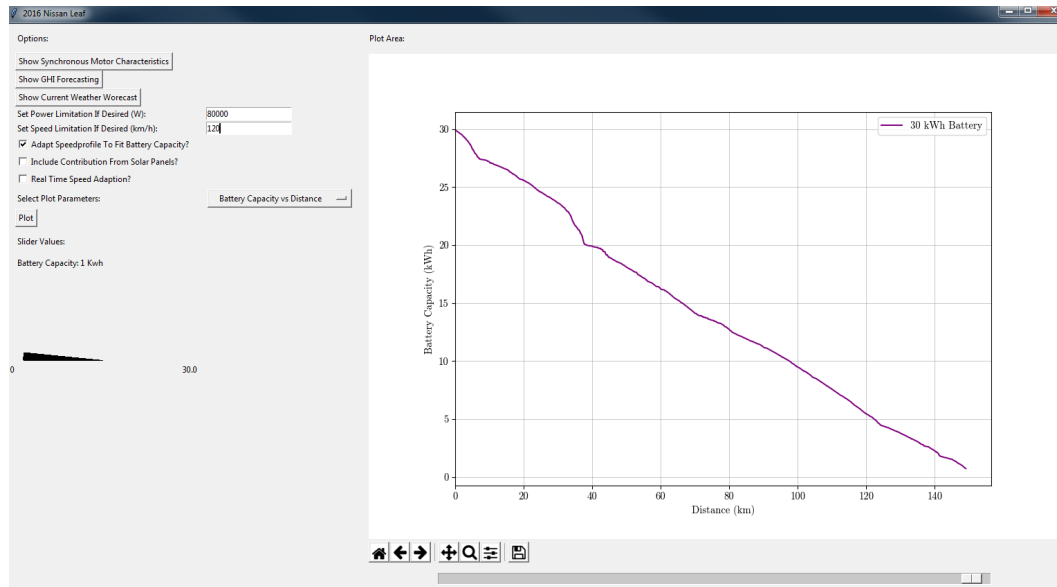 2016 Nissan Leaf
Options:
Plot Area:
Show Synchronous Motor Characteristics
Show GHI Forecasting
Show Current Weather Worecast
Set Power Limitation If Desired (W): 80000
Set Speed Limitation If Desired (km/h): 120
Adapt Speedprofile To Fit Battery Capacity?
Include Contribution From Solar Panels?
Real Time Speed Adaption?
Select Plot Parameters: Battery Capacity vs Distance
Plot
Slider Values:
Battery Capacity: 1 Kwh
0 30.0
30 kWh Battery
30
25
20
15
10
5
0
Battery Capacity (kWh)
0 20 40 60 80 100 120 140
Distance (km)